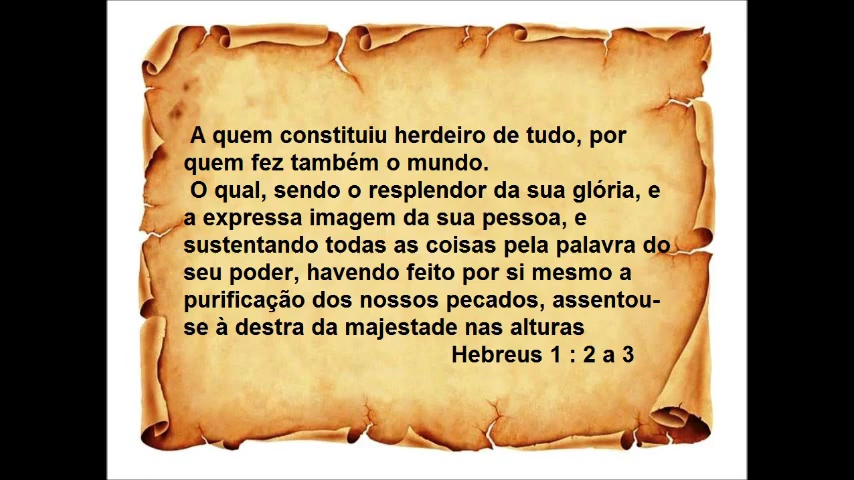 A quem constituiu herdeiro de tudo, por
quem fez também o mundo.
O qual, sendo o resplendor da sua glória, e
a expressa imagem da sua pessoa, e
sustentando todas as coisas pela palavra do
seu poder, havendo feito por si mesmo a
purificação dos nossos pecados, assentou-
se à destra da majestade nas alturas
Hebreus 1 : 2 a 3